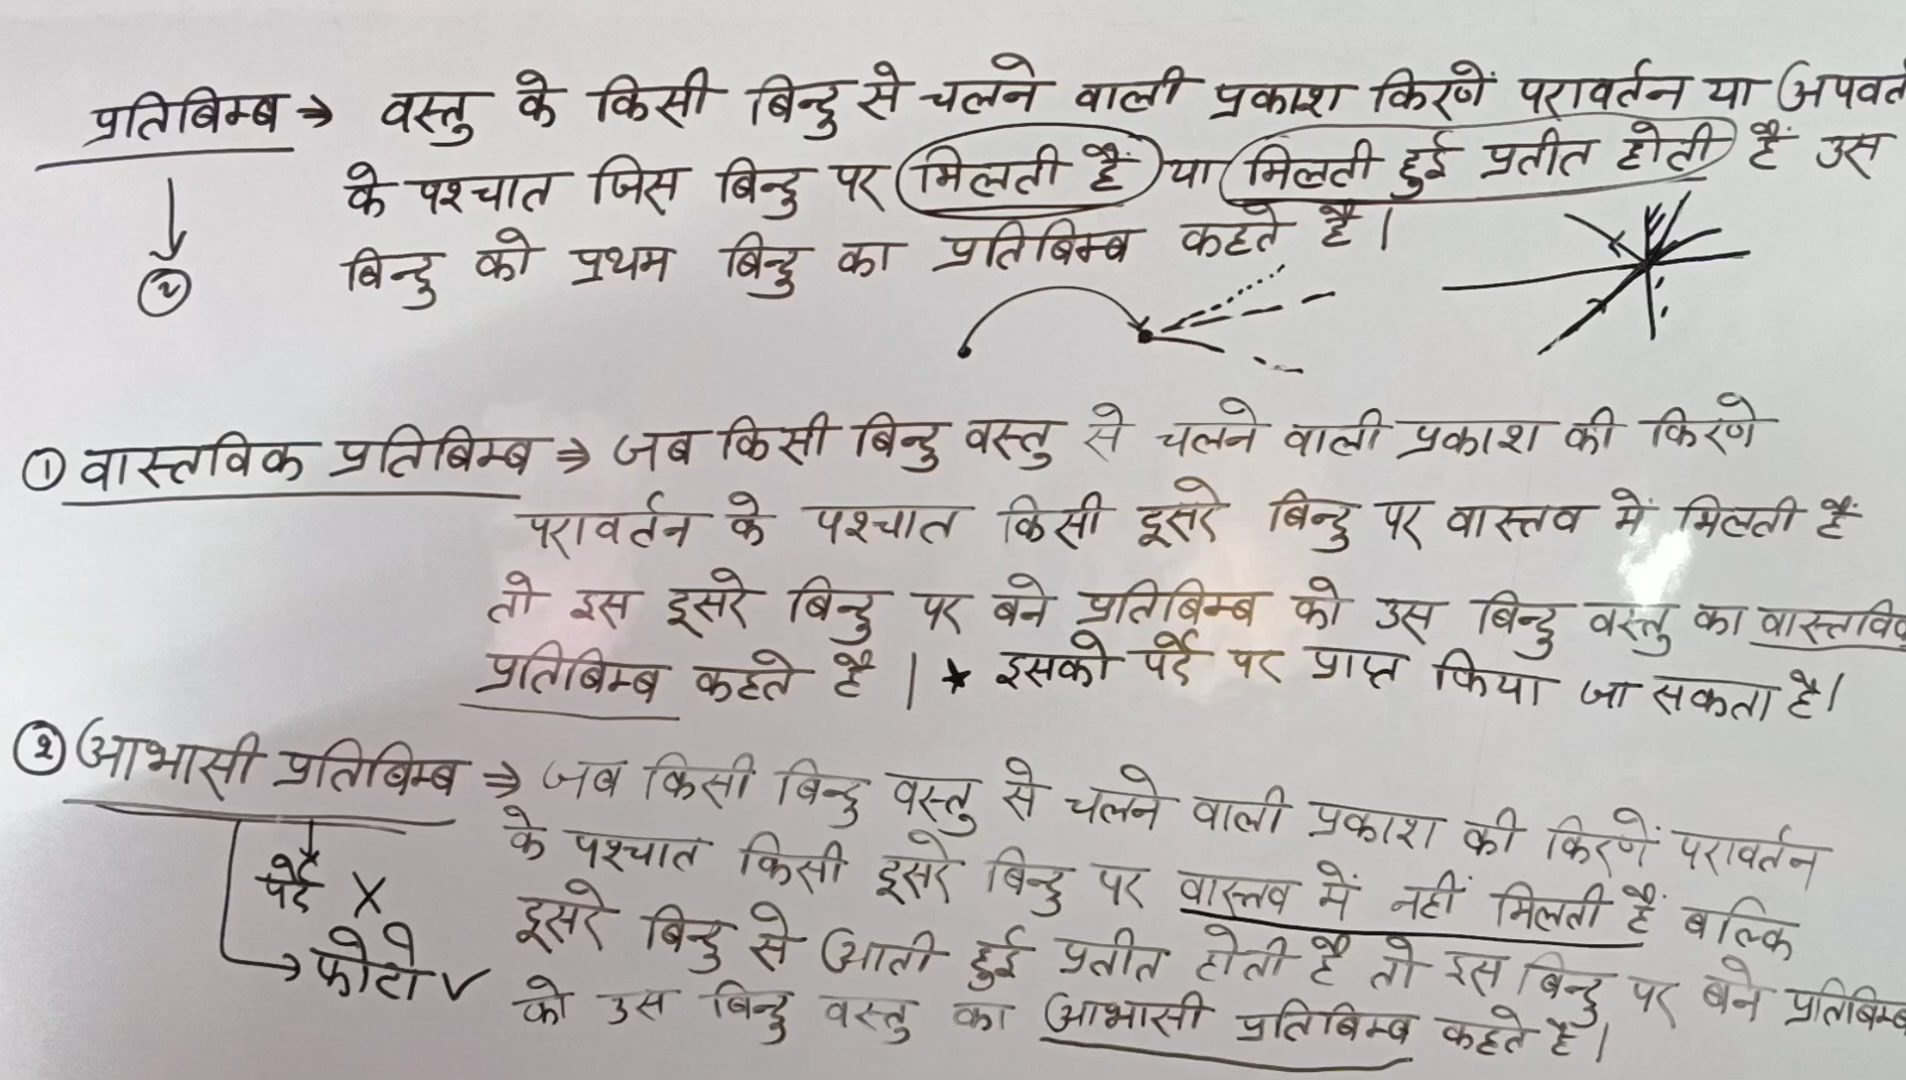 प्रतिबिम्ब → वस्तु के किसी बिन्दु से चलने वाली प्रकाश किरणें परावर्तन या अपवर्त
के पश्चात जिस बिन्दु पर मिलती हैं या मिलती हुई प्रतीत होती हैं उस
बिन्दु को प्रथम बिन्दु का प्रतिबिम्ब कहते है।
① वास्तविक प्रतिबिम्ब ⇒ जब किसी बिन्दु वस्तु से चलने वाली प्रकाश की किरणे
परावर्तन के पश्चात किसी दूसरे बिन्दु पर वास्तव में मिलती हैं
तो इस दूसरे बिन्दु पर बने प्रतिबिम्ब को उस बिन्दु वस्तु का वास्तविक
प्रतिबिम्ब कहते है। ★ इसको पर्दे पर प्राप्त किया जा सकता है।
② आभासी प्रतिबिम्ब ⇒ जब किसी बिन्दु वस्तु से चलने वाली प्रकाश की किरणें परावर्तन
के पश्चात किसी दूसरे बिन्दु पर वास्तव में नहीं मिलती हैं बल्कि
पर्दे X
दूसरे बिन्दु से आती हुई प्रतीत होती है तो इस बिन्दु पर बने प्रतिबिम्ब
फोटो ✓
को उस बिन्दु वस्तु का आभासी प्रतिबिम्ब कहते है।